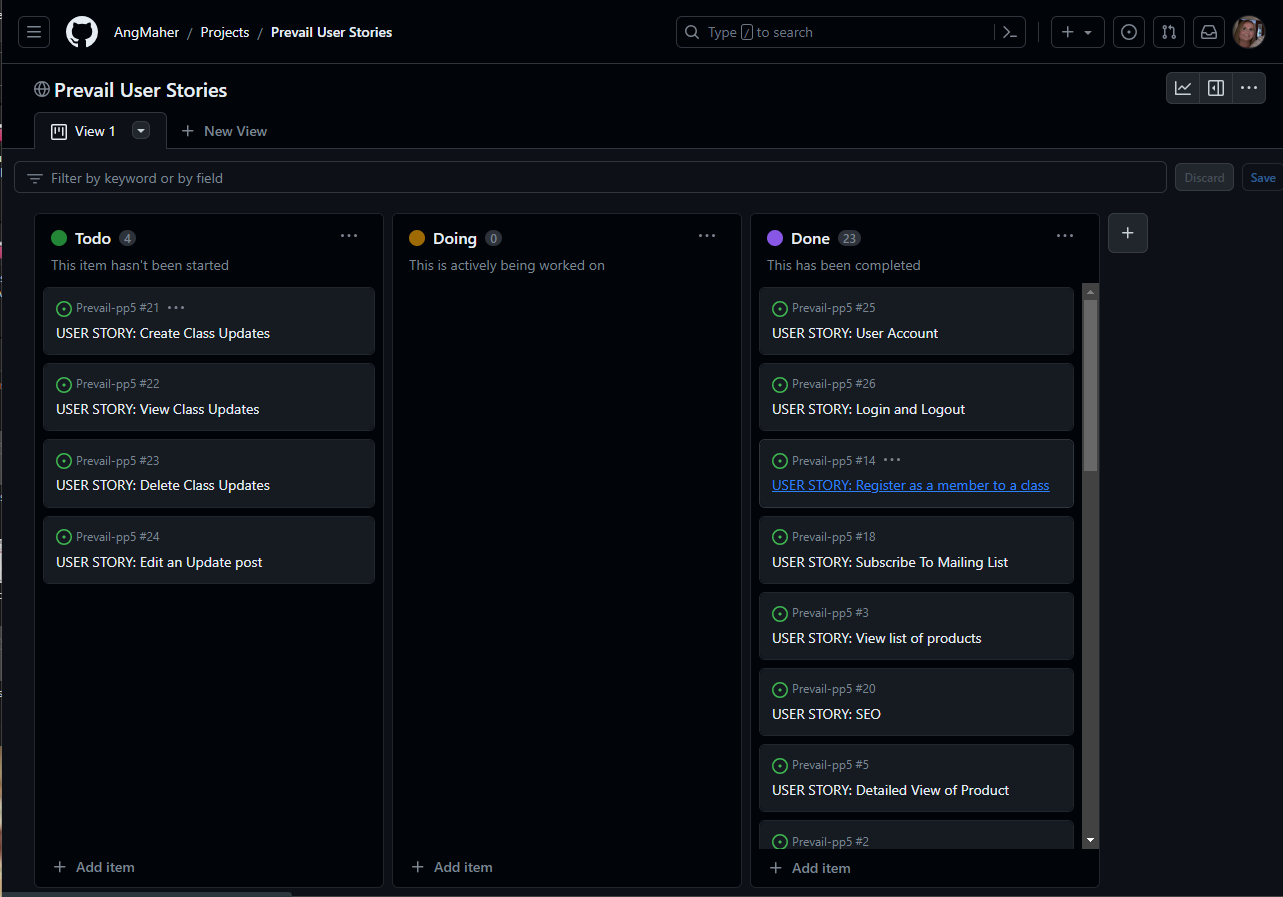 AngMaher / Projects / Prevail User Stories
Type / to search
Prevail User Stories
View 1
New View
Filter by keyword or by field
Discard
Save
Todo 4
This item hasn't been started
Prevail-pp5 #21
USER STORY: Create Class Updates
Prevail-pp5 #22
USER STORY: View Class Updates
Prevail-pp5 #23
USER STORY: Delete Class Updates
Prevail-pp5 #24
USER STORY: Edit an Update post
Add item
Doing 0
This is actively being worked on
Add item
Done 23
This has been completed
Prevail-pp5 #25
USER STORY: User Account
Prevail-pp5 #26
USER STORY: Login and Logout
Prevail-pp5 #14
USER STORY: Register as a member to a class
Prevail-pp5 #18
USER STORY: Subscribe To Mailing List
Prevail-pp5 #3
USER STORY: View list of products
Prevail-pp5 #20
USER STORY: SEO
Prevail-pp5 #5
USER STORY: Detailed View of Product
Prevail-pp5 #2
Add item